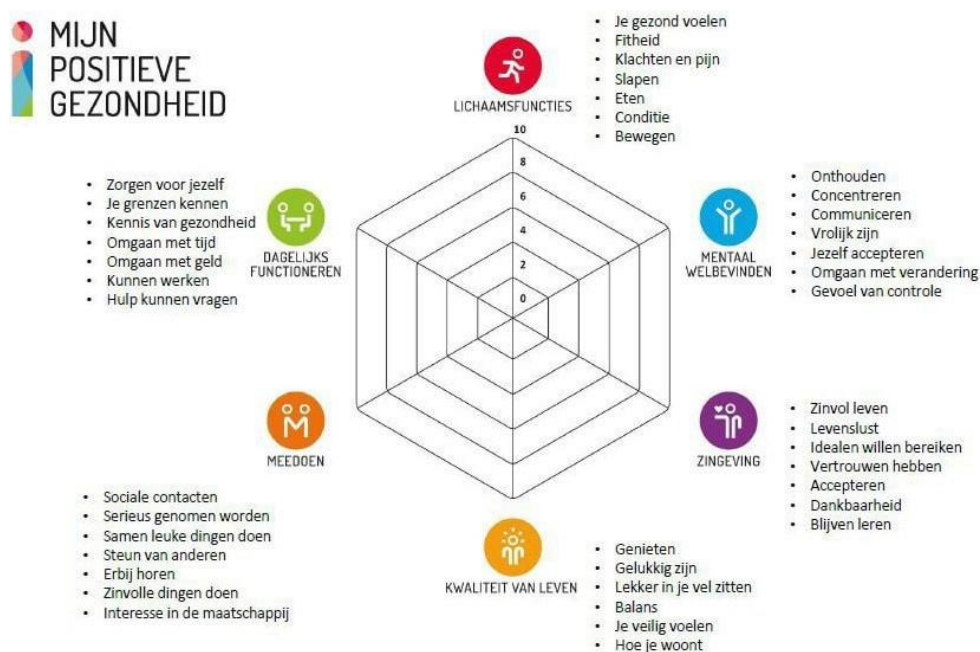 MIJN
POSITIEVE
GEZONDHEID
LICHAAMSFUNCTIES
• Je gezond voelen
• Fitheid
• Klachten en pijn
• Slapen
• Eten
• Conditie
• Bewegen
10
8
6
4
2
0
MENTAAL
WELBEVINDEN
• Onthouden
• Concentreren
• Communiceren
• Vrolijk zijn
• Jezelf accepteren
• Omgaan met verandering
• Gevoel van controle
ZINGEVING
• Zinvol leven
• Levenslust
• Idealen willen bereiken
• Vertrouwen hebben
• Accepteren
• Dankbaarheid
• Blijven leren
KWALITEIT VAN LEVEN
• Genieten
• Gelukkig zijn
• Lekker in je vel zitten
• Balans
• Je veilig voelen
• Hoe je woont
MEEDOEN
• Sociale contacten
• Serieus genomen worden
• Samen leuke dingen doen
• Steun van anderen
• Erbij horen
• Zinvolle dingen doen
• Interesse in de maatschappij
DAGELIJKS
FUNCTIONEREN
• Zorgen voor jezelf
• Je grenzen kennen
• Kennis van gezondheid
• Omgaan met tijd
• Omgaan met geld
• Kunnen werken
• Hulp kunnen vragen